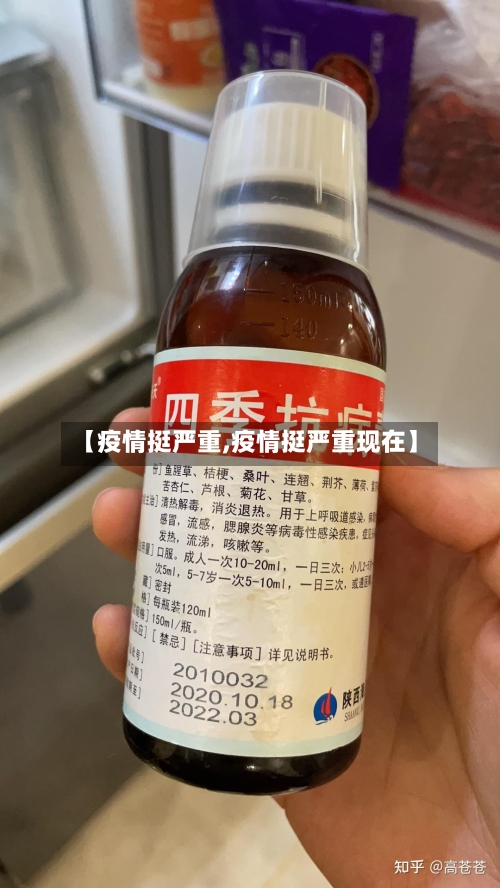 150ml
140
四季抗病
【疫情挺严重,疫情挺严重现在】
份] 鱼腥草、桔梗、桑叶、连翘、荆芥、薄荷、
苦杏仁、芦根、菊花、甘草。
清热解毒，消炎退热。用于上呼吸道感染，
感冒，流感，腮腺炎等病毒性感染疾患，
发热，流涕，咳嗽等。
口服。成人一次10-20ml，一日三次；小儿
次5ml，5-7岁一次5-10ml，一日三次，
藏] 密封
格] 每瓶装120ml
150ml/瓶。
[禁忌] [注意事项] 详见说明书。
2010032
2020.10.18
2022.03
陕西
知乎 @高苍苍